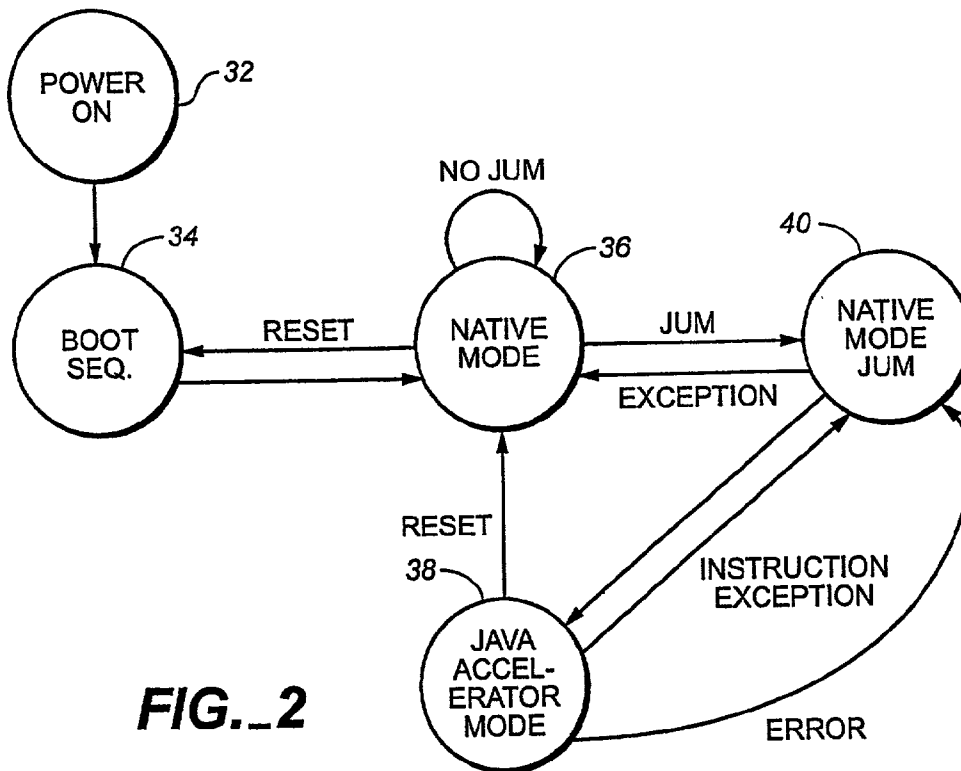 POWER
ON
32
NO JUM
34
36
40
BOOT
SEQ.
RESET
NATIVE
MODE
JUM
EXCEPTION
NATIVE
MODE
JUM
RESET
38
INSTRUCTION
EXCEPTION
JAVA
ACCEL-
ERATOR
MODE
ERROR
FIG._2